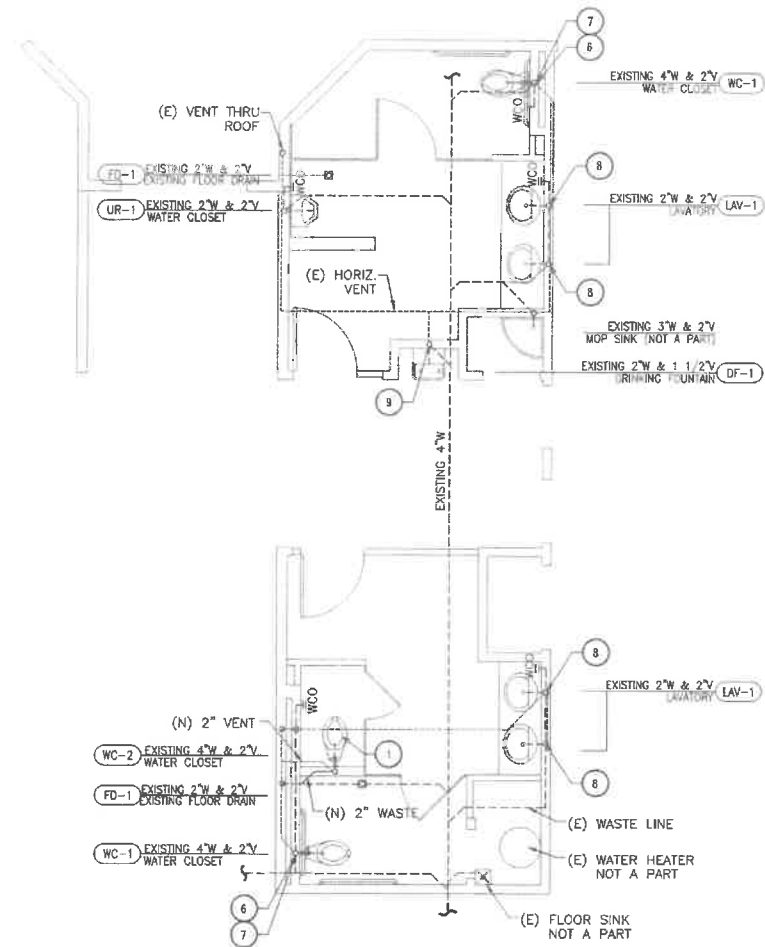 7
6
EXISTING 4"W & 2"V
WATER CLOSET
WC-1
WCO
(E) VENT THRU
ROOF
FD-1
EXISTING 2"W & 2"V
EXISTING FLOOR DRAIN
WCO
WCO
8
UR-1
EXISTING 2"W & 2"V
WATER CLOSET
EXISTING 2"W & 2"V
LAVATORY
LAV-1
(E) HORIZ.
VENT
8
EXISTING 3"W & 2"V
MOP SINK (NOT A PART)
EXISTING 2"W & 1 1/2"V
DRINKING FOUNTAIN
DF-1
9
EXISTING 4"W
8
WCO
EXISTING 2"W & 2"V
LAVATORY
LAV-1
WCO
(N) 2" VENT
1
8
WC-2
EXISTING 4"W & 2"V
WATER CLOSET
FD-1
EXISTING 2"W & 2"V
EXISTING FLOOR DRAIN
(N) 2" WASTE
(E) WASTE LINE
WC-1
EXISTING 4"W & 2"V
WATER CLOSET
(E) WATER HEATER
NOT A PART
6
7
(E) FLOOR SINK
NOT A PART